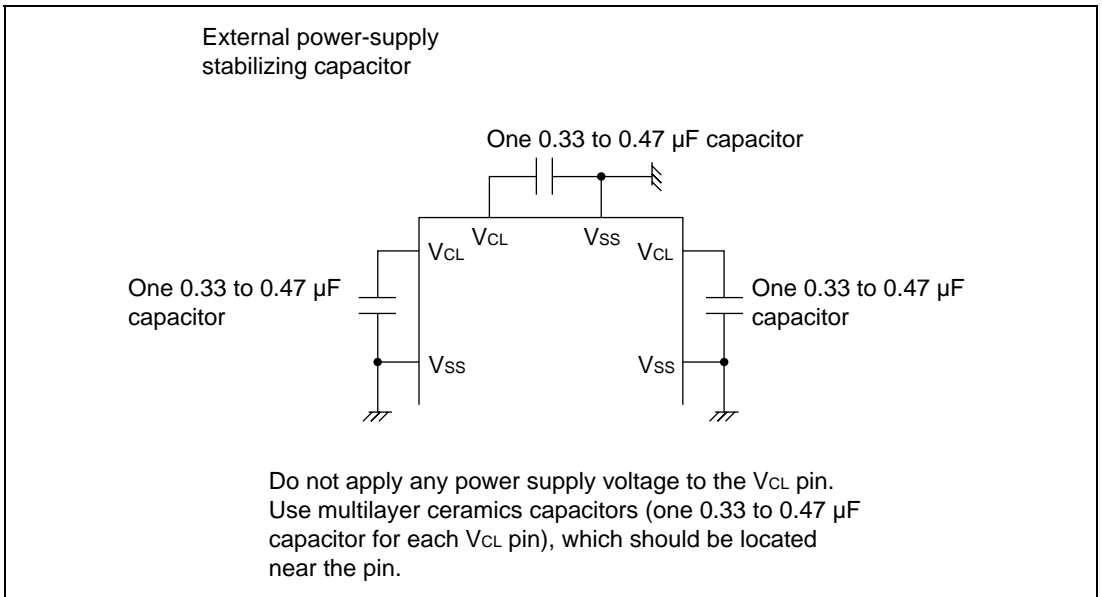 External power-supply
stabilizing capacitor
One 0.33 to 0.47 µF capacitor
VCL
VCL
VSS
VCL
One 0.33 to 0.47 µF
capacitor
One 0.33 to 0.47 µF
capacitor
VSS
VSS
Do not apply any power supply voltage to the VCL pin.
Use multilayer ceramics capacitors (one 0.33 to 0.47 µF
capacitor for each VCL pin), which should be located
near the pin.